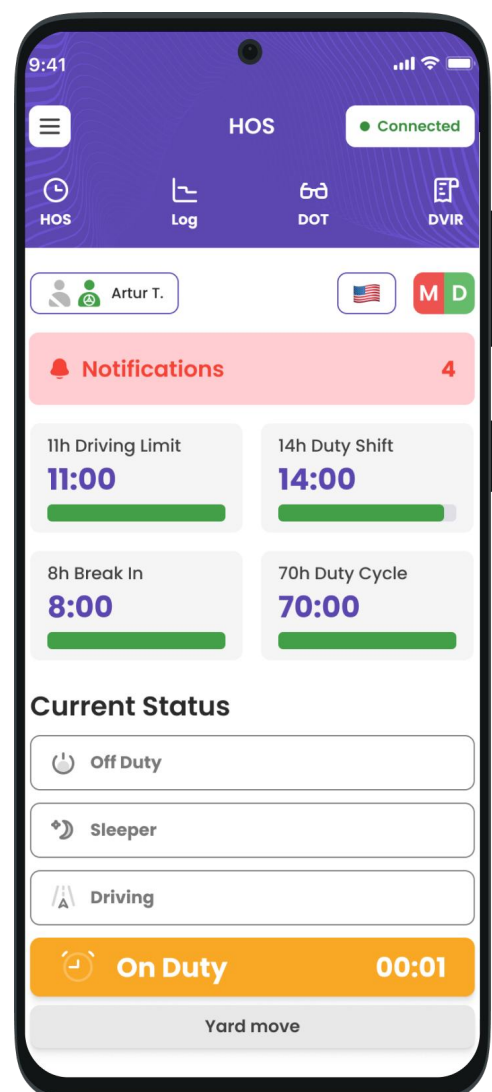 9:41
HOS
Connected
HOS Log DOT DVIR
Artur T.
M D
Notifications 4
11h Driving Limit
11:00
14h Duty Shift
14:00
8h Break In
8:00
70h Duty Cycle
70:00
Current Status
Off Duty
Sleeper
Driving
On Duty 00:01
Yard move